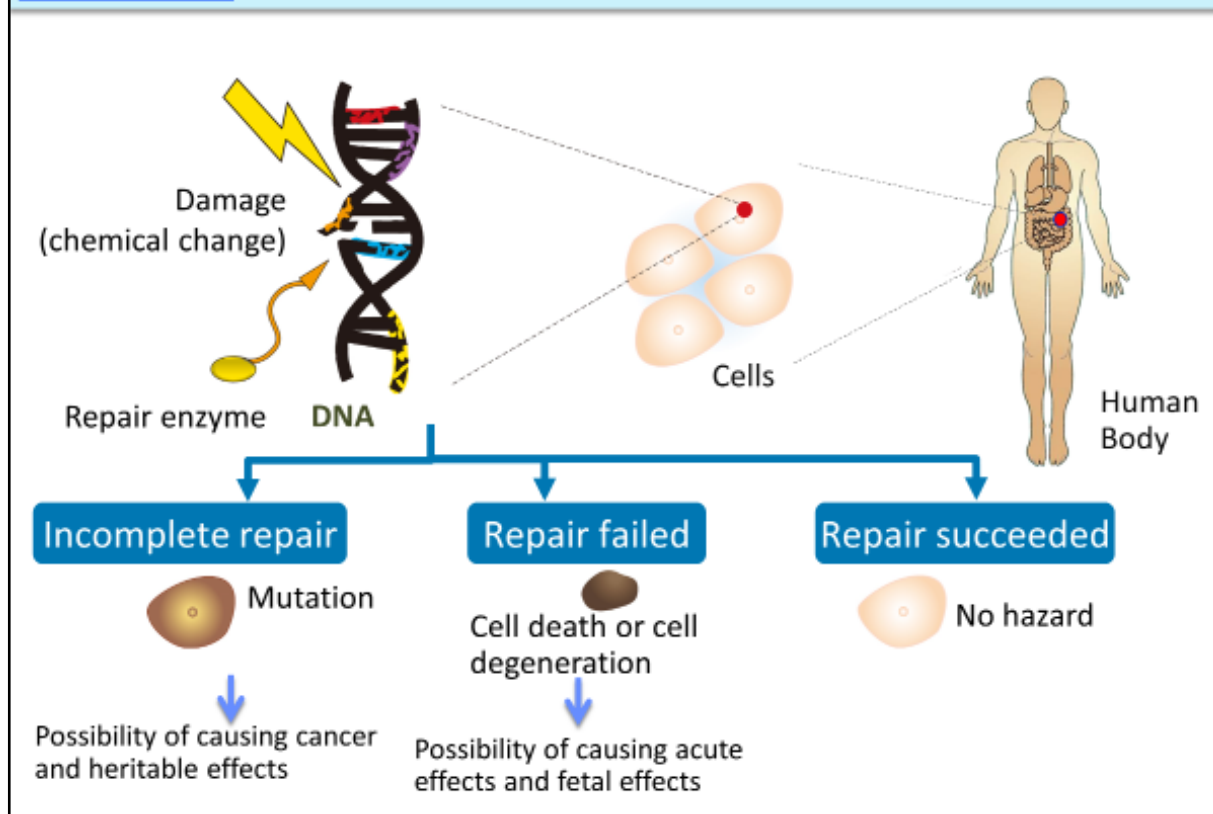 Damage
(chemical change)
Repair enzyme
DNA
Cells
Human
Body
Incomplete repair
Repair failed
Repair succeeded
Mutation
Cell death or cell
degeneration
No hazard
Possibility of causing cancer
and heritable effects
Possibility of causing acute
effects and fetal effects